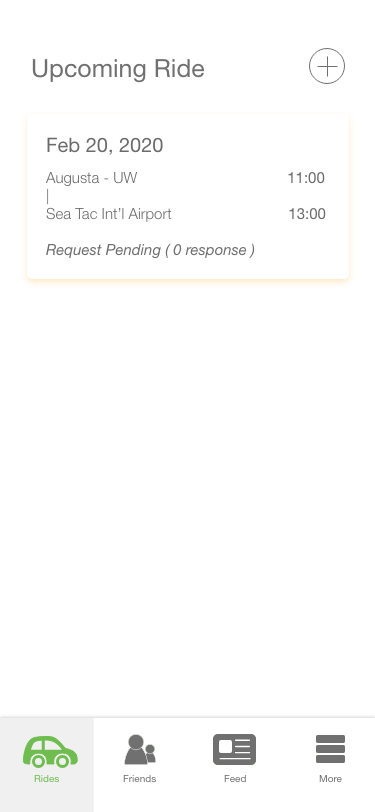 Upcoming Ride
Feb 20, 2020
Augusta - UW 11:00
|
Sea Tac Int'l Airport 13:00
Request Pending ( 0 response )
Rides Friends Feed More